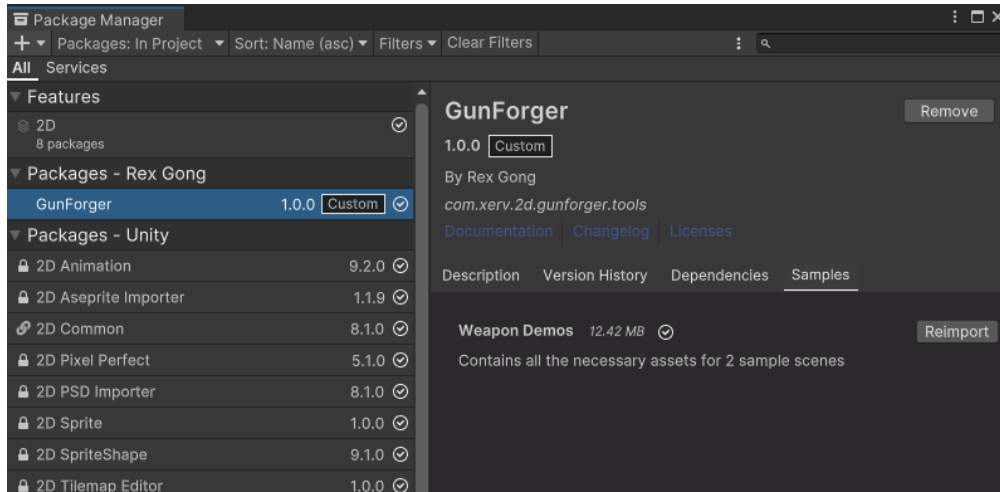 Package Manager
Packages: In Project Sort: Name (asc) Filters Clear Filters
All Services
Features
2D
8 packages
Packages - Rex Gong
GunForger 1.0.0 Custom
Packages - Unity
2D Animation 9.2.0
2D Aseprite Importer 1.1.9
2D Common 8.1.0
2D Pixel Perfect 5.1.0
2D PSD Importer 8.1.0
2D Sprite 1.0.0
2D SpriteShape 9.1.0
2D Tilemap Editor 1.0.0
GunForger Remove
1.0.0 Custom
By Rex Gong
com.xerv.2d.gunforger.tools
Documentation Changelog Licenses
Description Version History Dependencies Samples
Weapon Demos 12.42 MB Reimport
Contains all the necessary assets for 2 sample scenes